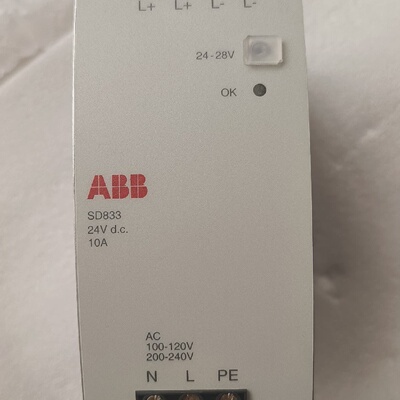 L+ L+ L- L-
24-28V
OK
ABB
SD833
24V d.c.
10A
AC
100-120V
200-240V
N L PE